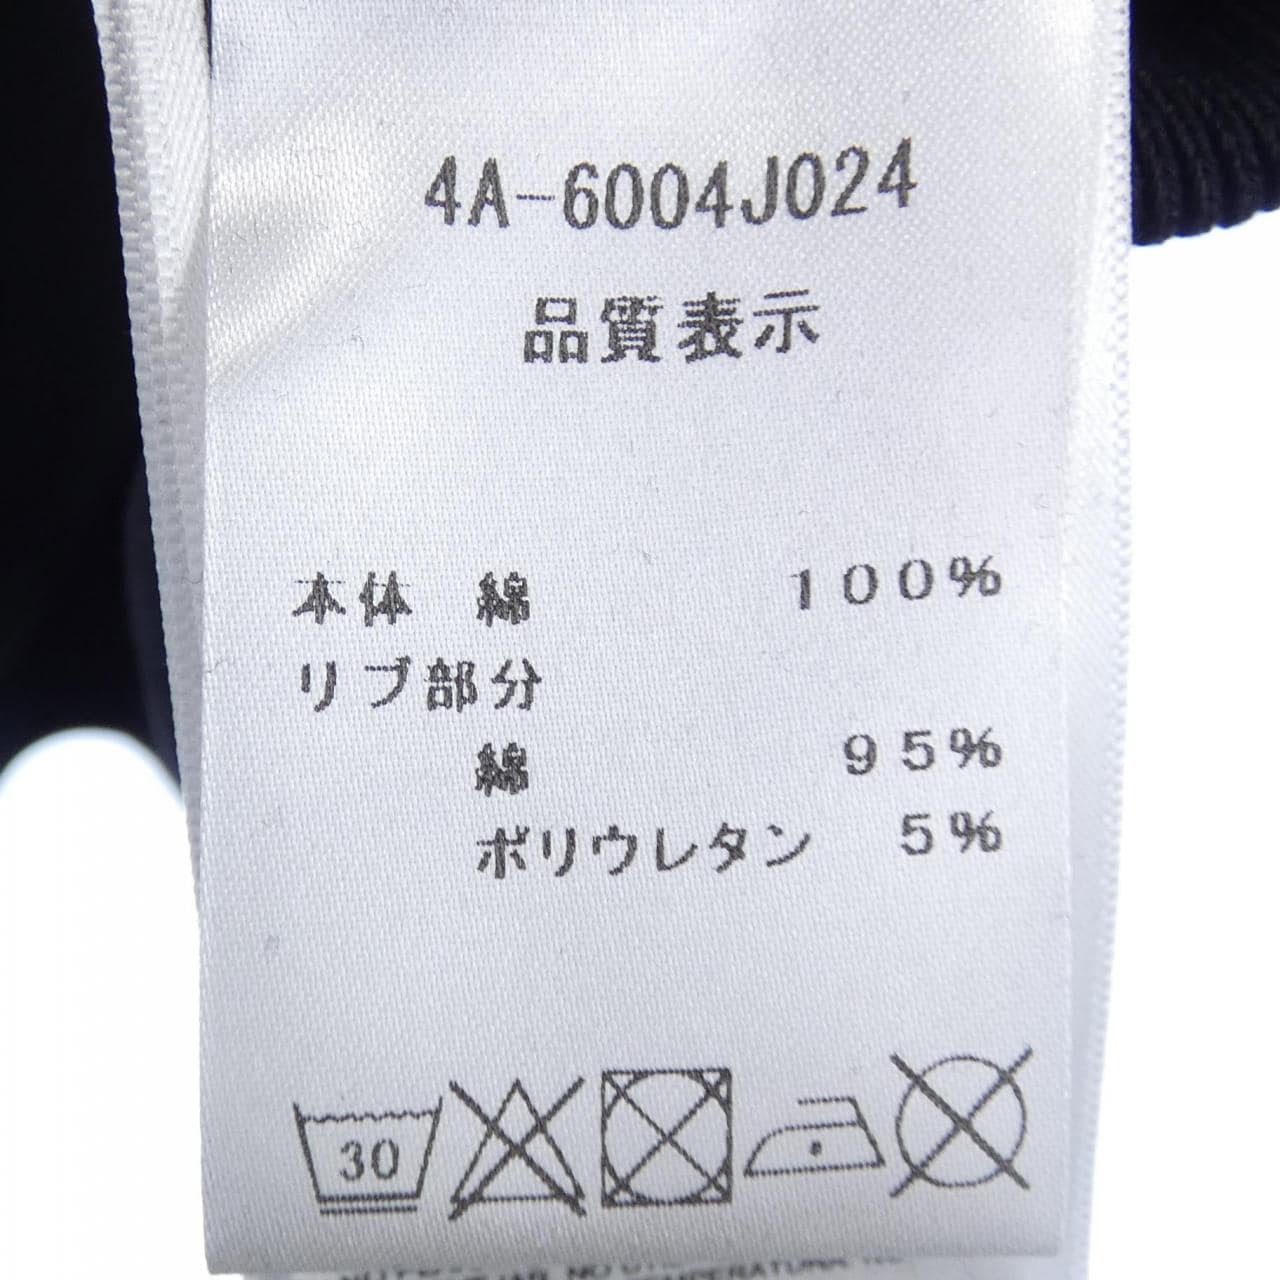 4A-6004J024
品質表示
本体 綿 100%
リブ部分
綿 95%
ポリウレタン 5%
30